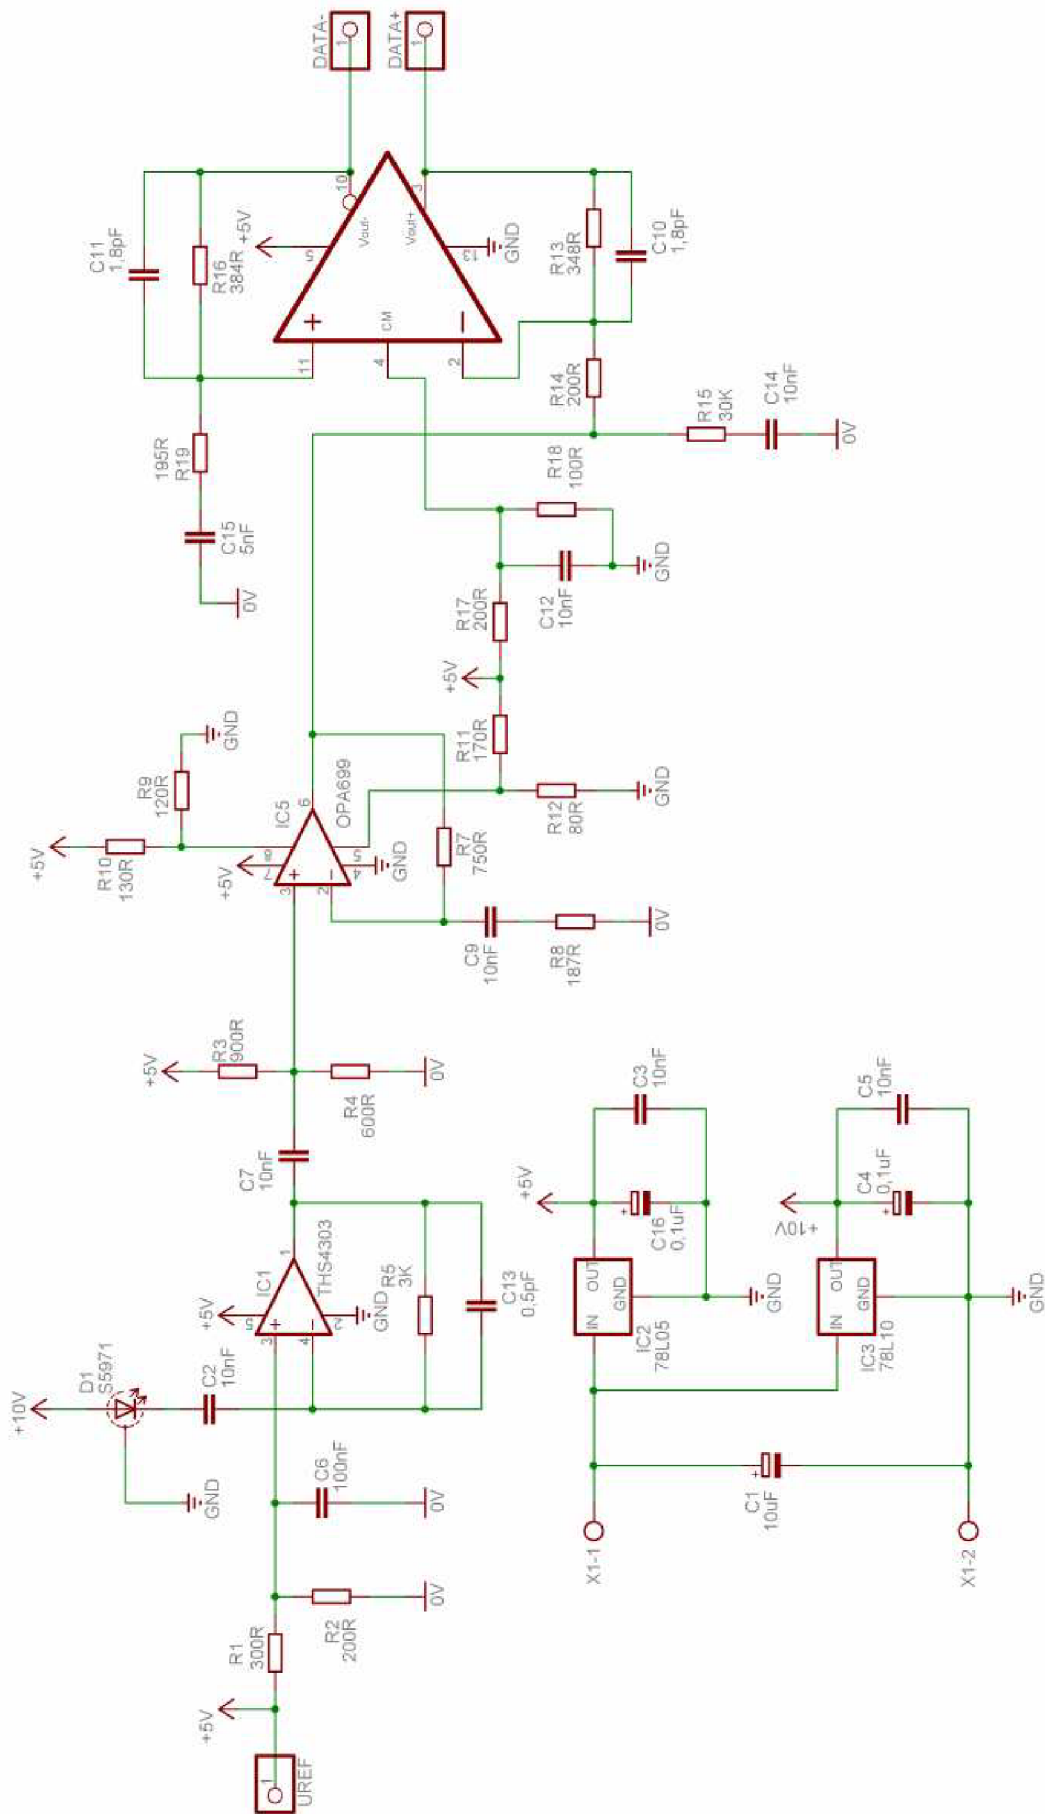 DATA-
1
DATA+
1
C11
1,8pF
R16
384R
+5V
10
Vout-
5
3
Vout+
12
GND
R13
348R
C10
1,8pF
+
CM
-
11
4
2
195R
R19
C15
5nF
0V
R14
200R
R15
30K
C14
10nF
0V
R18
100R
C12
10nF
GND
R17
200R
+5V
R11
170R
R12
80R
GND
R9
120R
GND
+5V
R10
130R
IC5
OPA699
6
8
7
+5V
3
+
2
-
5
4
GND
R7
750R
C9
10nF
R8
187R
0V
+5V
R3
900R
R4
600R
0V
C7
10nF
IC1
THS4303
1
+5V
5
3
+
4
-
2
GND
R5
3K
C13
0,5pF
+10V
D1
S5971
C2
10nF
GND
C6
100nF
0V
R2
200R
0V
R1
300R
+5V
1
UREF
+5V
C3
10nF
C16
0,1uF
+
IN
OUT
GND
IC2
78L05
GND
+10V
C5
10nF
C4
0,1uF
+
IN
OUT
GND
IC3
78L10
GND
C1
10uF
+
X1-1
X1-2